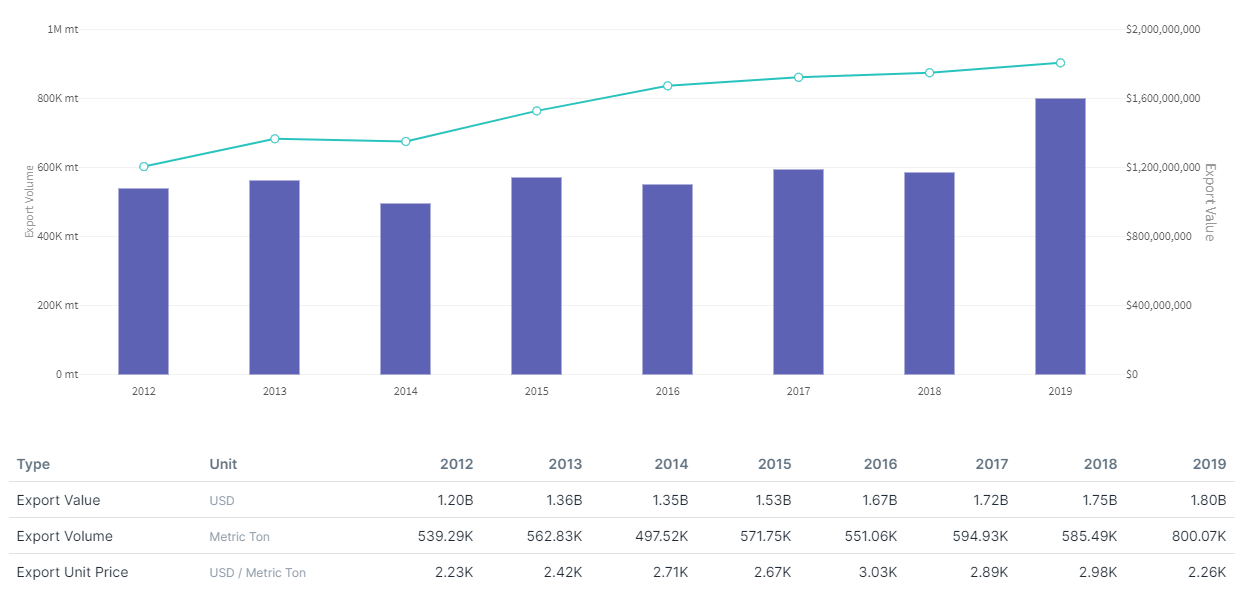 1M mt
$2,000,000,000
800K mt
$1,600,000,000
600K mt
$1,200,000,000
Export Volume
Export Value
400K mt
$800,000,000
200K mt
$400,000,000
0 mt
$0
2012 2013 2014 2015 2016 2017 2018 2019
Type Unit 2012 2013 2014 2015 2016 2017 2018 2019
Export Value USD 1.20B 1.36B 1.35B 1.53B 1.67B 1.72B 1.75B 1.80B
Export Volume Metric Ton 539.29K 562.83K 497.52K 571.75K 551.06K 594.93K 585.49K 800.07K
Export Unit Price USD / Metric Ton 2.23K 2.42K 2.71K 2.67K 3.03K 2.89K 2.98K 2.26K